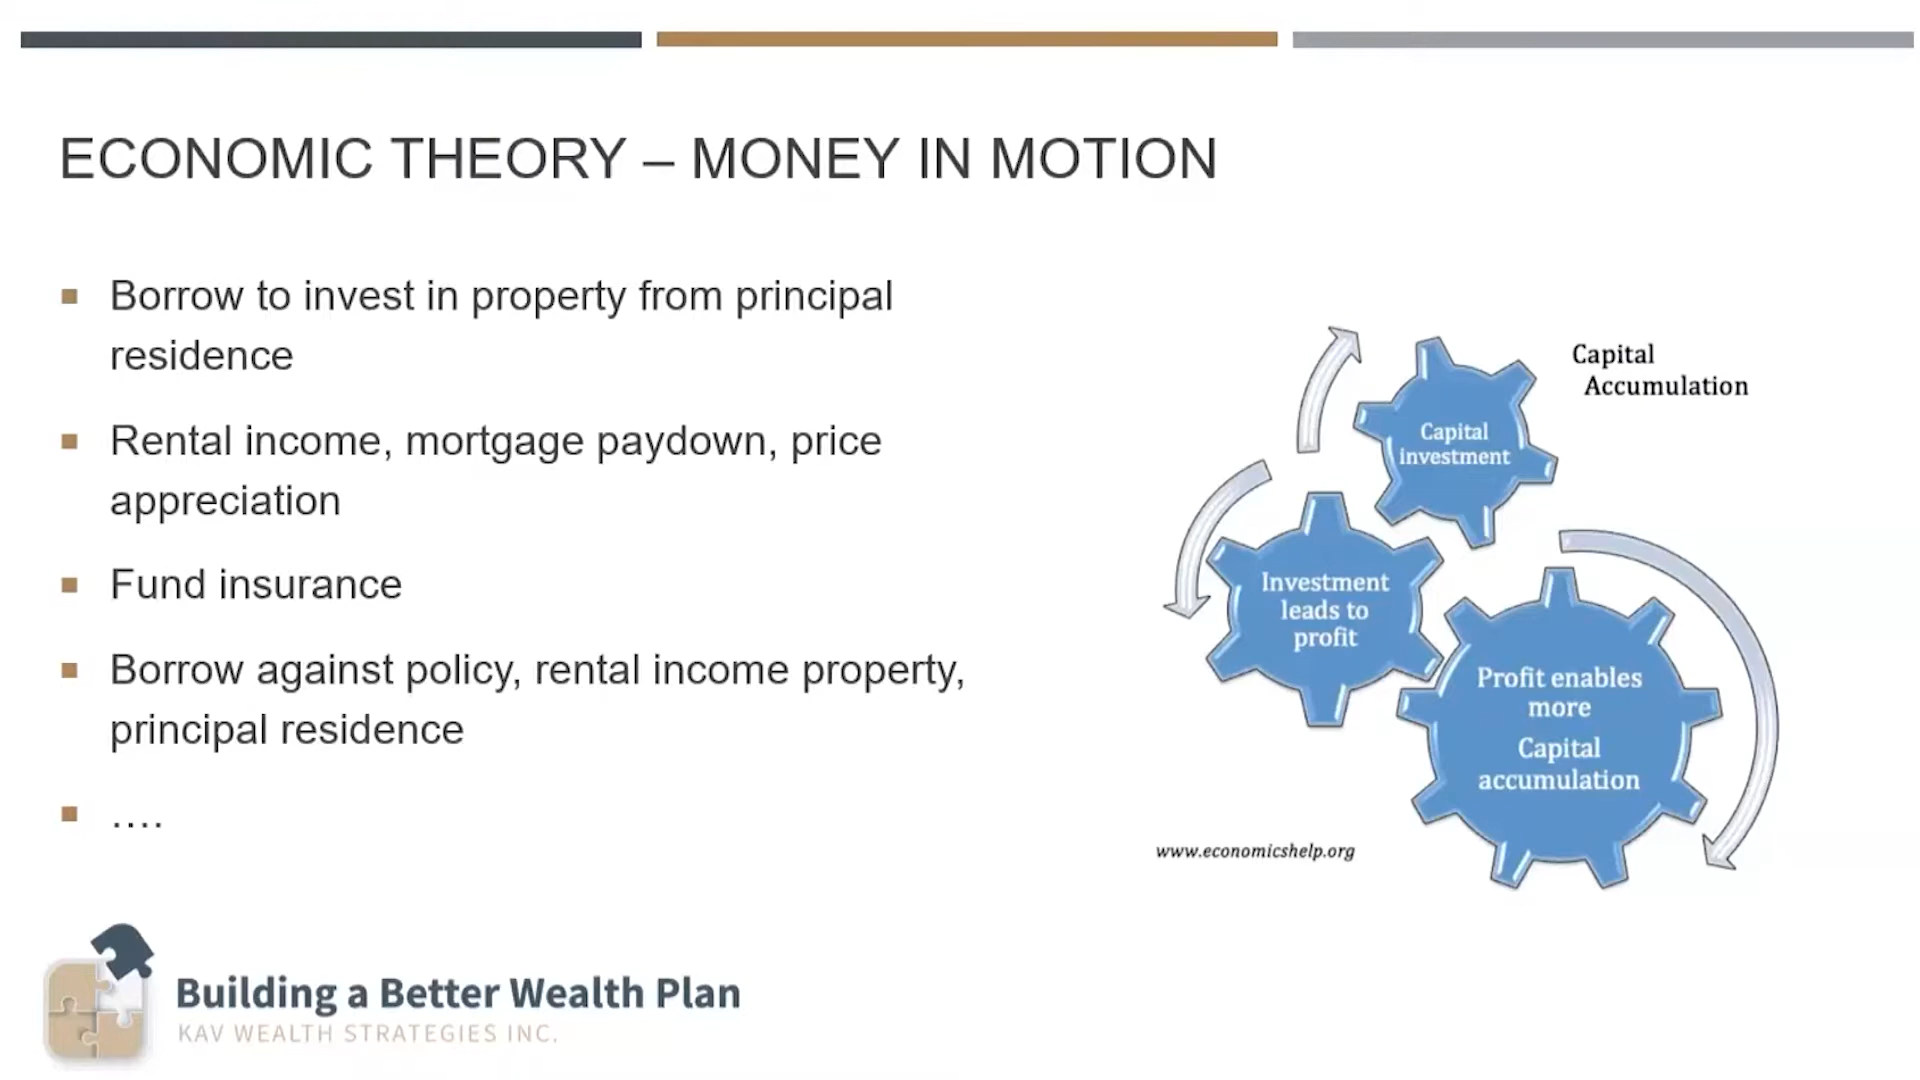 ECONOMIC THEORY – MONEY IN MOTION
Borrow to invest in property from principal
residence
Rental income, mortgage paydown, price
appreciation
Fund insurance
Borrow against policy, rental income property,
principal residence
....
Capital
Accumulation
Capital
investment
Investment
leads to
profit
Profit enables
more
Capital
accumulation
www.economicshelp.org
Building a Better Wealth Plan
KAV WEALTH STRATEGIES INC.